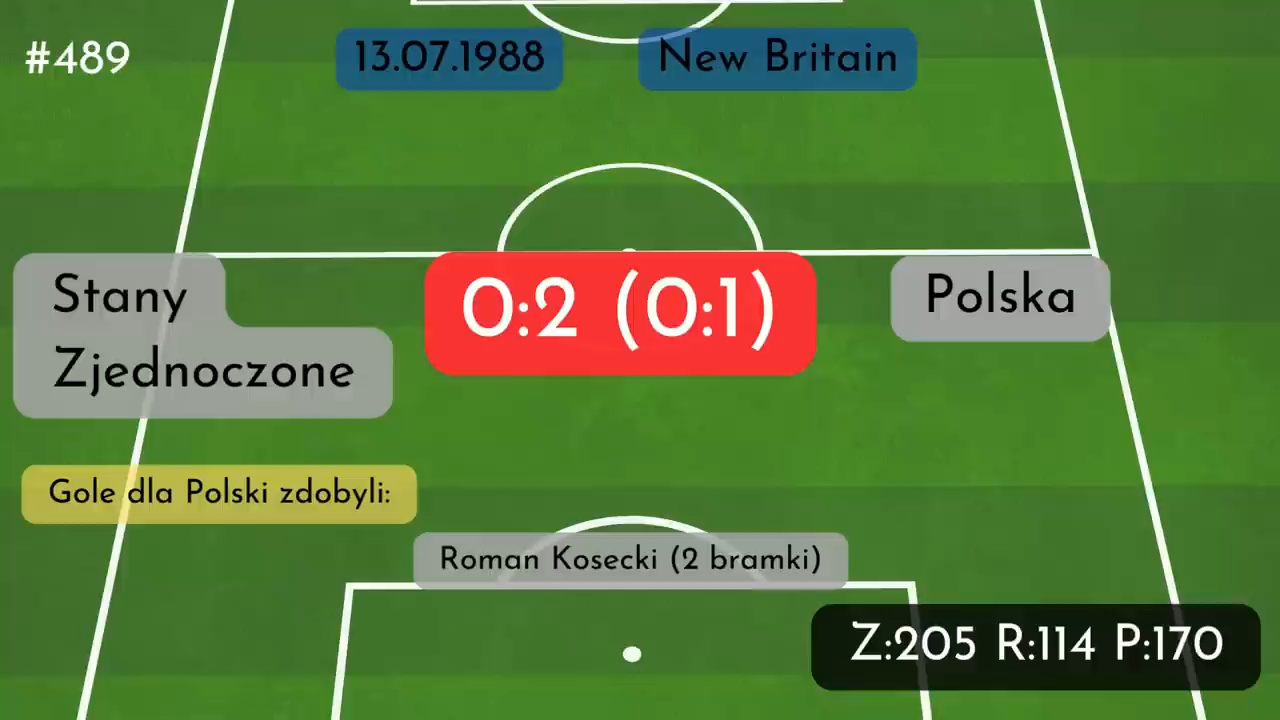 #489
13.07.1988
New Britain
Stany
Zjednoczone
0:2 (0:1)
Polska
Gole dla Polski zdobyli:
Roman Kosecki (2 bramki)
Z:205 R:114 P:170